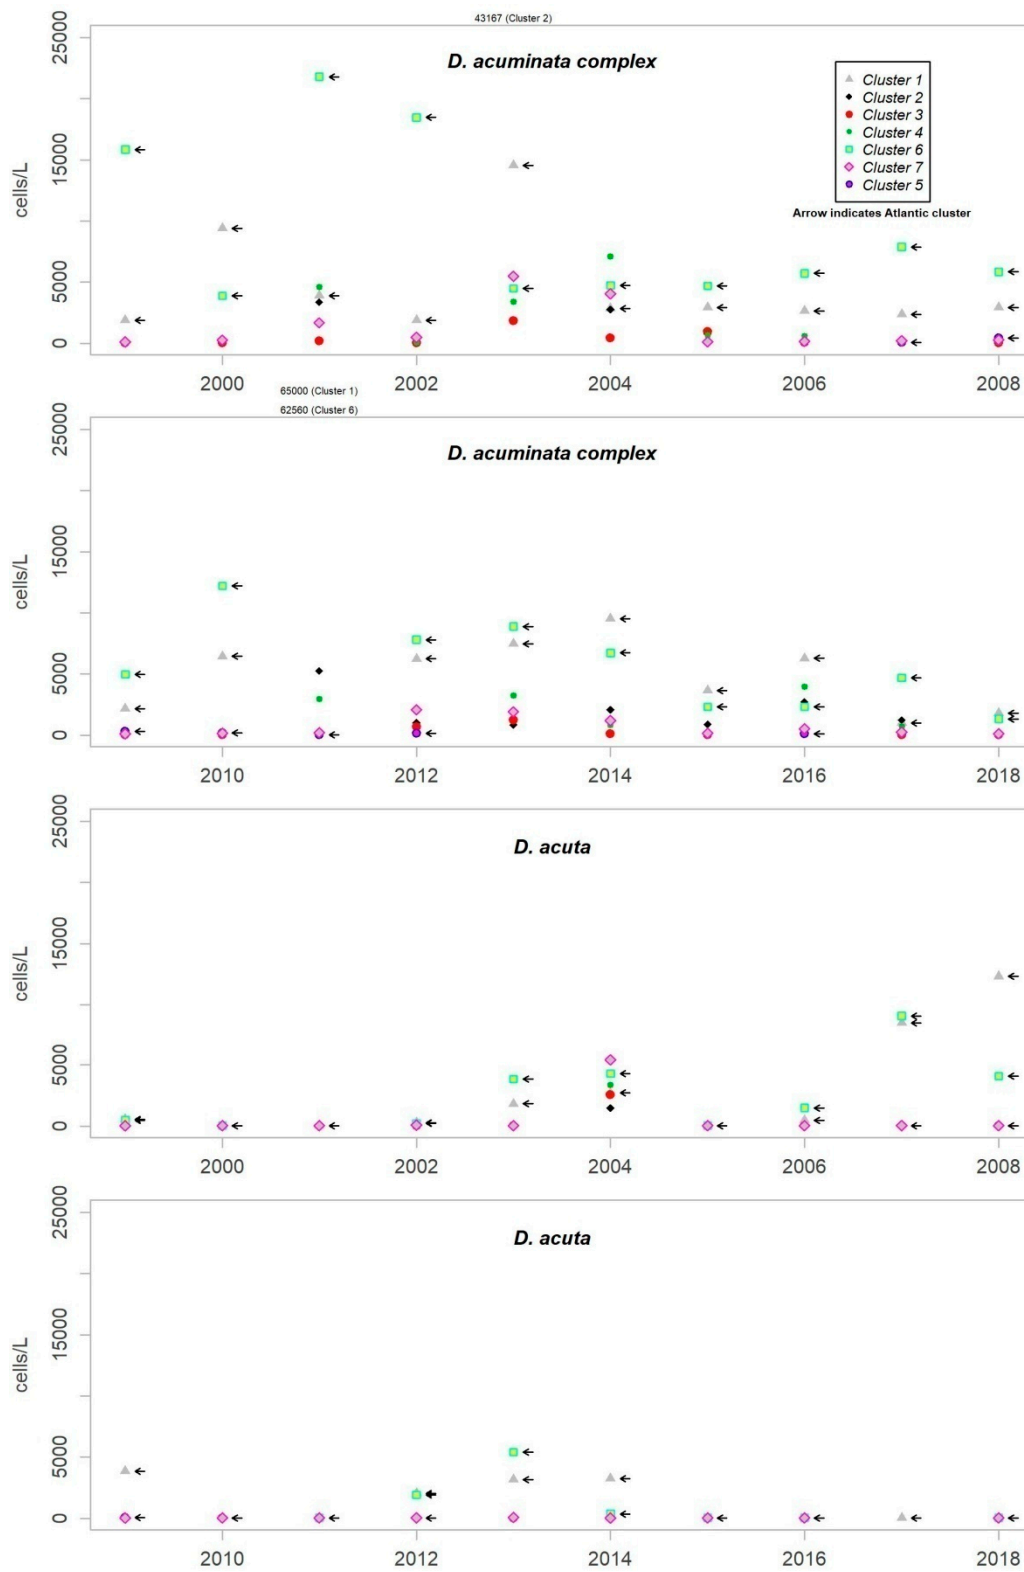 43167 (Cluster 2)
25000
15000
5000
0
cells/L
D. acuminata complex
Cluster 1
Cluster 2
Cluster 3
Cluster 4
Cluster 6
Cluster 7
Cluster 5
Arrow indicates Atlantic cluster
2000 2002 2004 2006 2008
65000 (Cluster 1)
62560 (Cluster 6)
25000
15000
5000
0
cells/L
D. acuminata complex
2010 2012 2014 2016 2018
25000
15000
5000
0
cells/L
D. acuta
2000 2002 2004 2006 2008
25000
15000
5000
0
cells/L
D. acuta
2010 2012 2014 2016 2018